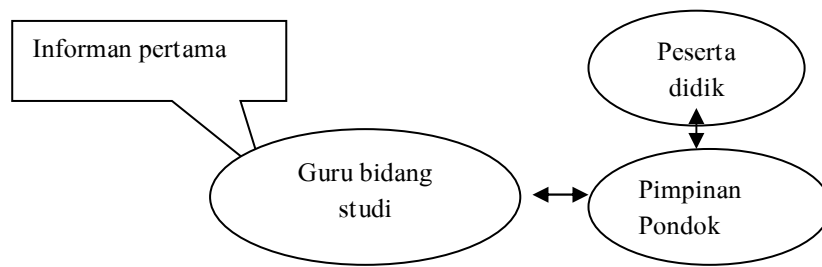 Informan pertama
Peserta
didik
Guru bidang
studi
Pimpinan
Pondok